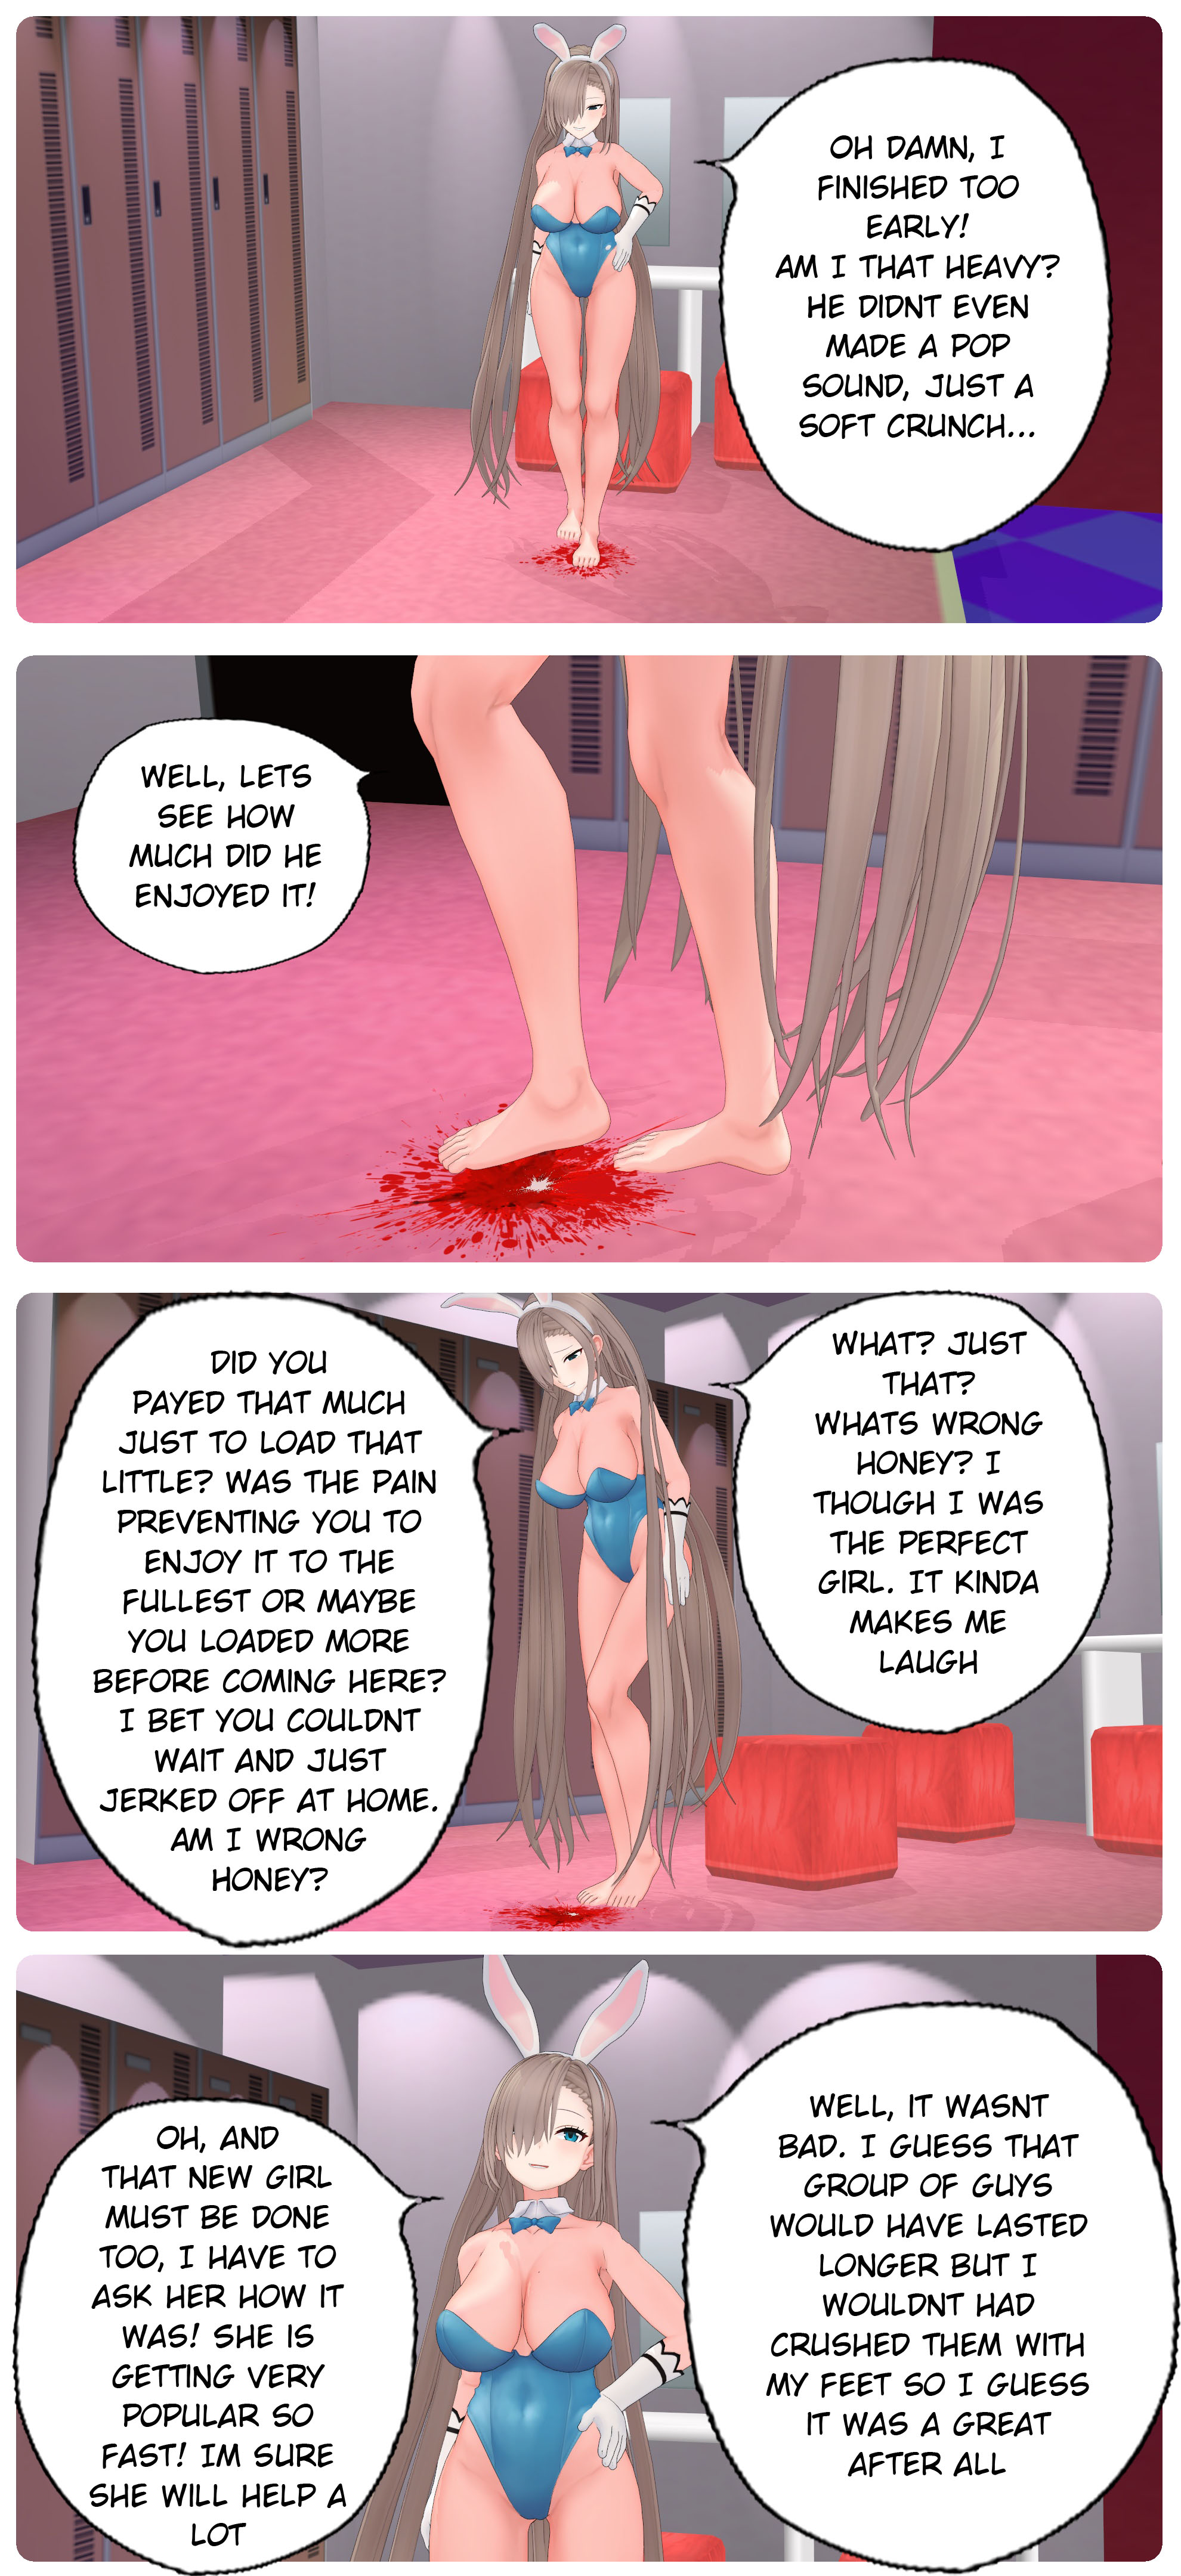 OH DAMN, I
FINISHED TOO
EARLY!
AM I THAT HEAVY?
HE DIDNT EVEN
MADE A POP
SOUND, JUST A
SOFT CRUNCH...
WELL, LETS
SEE HOW
MUCH DID HE
ENJOYED IT!
WHAT? JUST
THAT?
WHATS WRONG
HONEY? I
THOUGH I WAS
THE PERFECT
GIRL. IT KINDA
MAKES ME
LAUGH
DID YOU
PAYED THAT MUCH
JUST TO LOAD THAT
LITTLE? WAS THE PAIN
PREVENTING YOU TO
ENJOY IT TO THE
FULLEST OR MAYBE
YOU LOADED MORE
BEFORE COMING HERE?
I BET YOU COULDNT
WAIT AND JUST
JERKED OFF AT HOME.
AM I WRONG
HONEY?
WELL, IT WASNT
BAD. I GUESS THAT
GROUP OF GUYS
WOULD HAVE LASTED
LONGER BUT I
WOULDNT HAD
CRUSHED THEM WITH
MY FEET SO I GUESS
IT WAS A GREAT
AFTER ALL
OH, AND
THAT NEW GIRL
MUST BE DONE
TOO, I HAVE TO
ASK HER HOW IT
WAS! SHE IS
GETTING VERY
POPULAR SO
FAST! IM SURE
SHE WILL HELP A
LOT